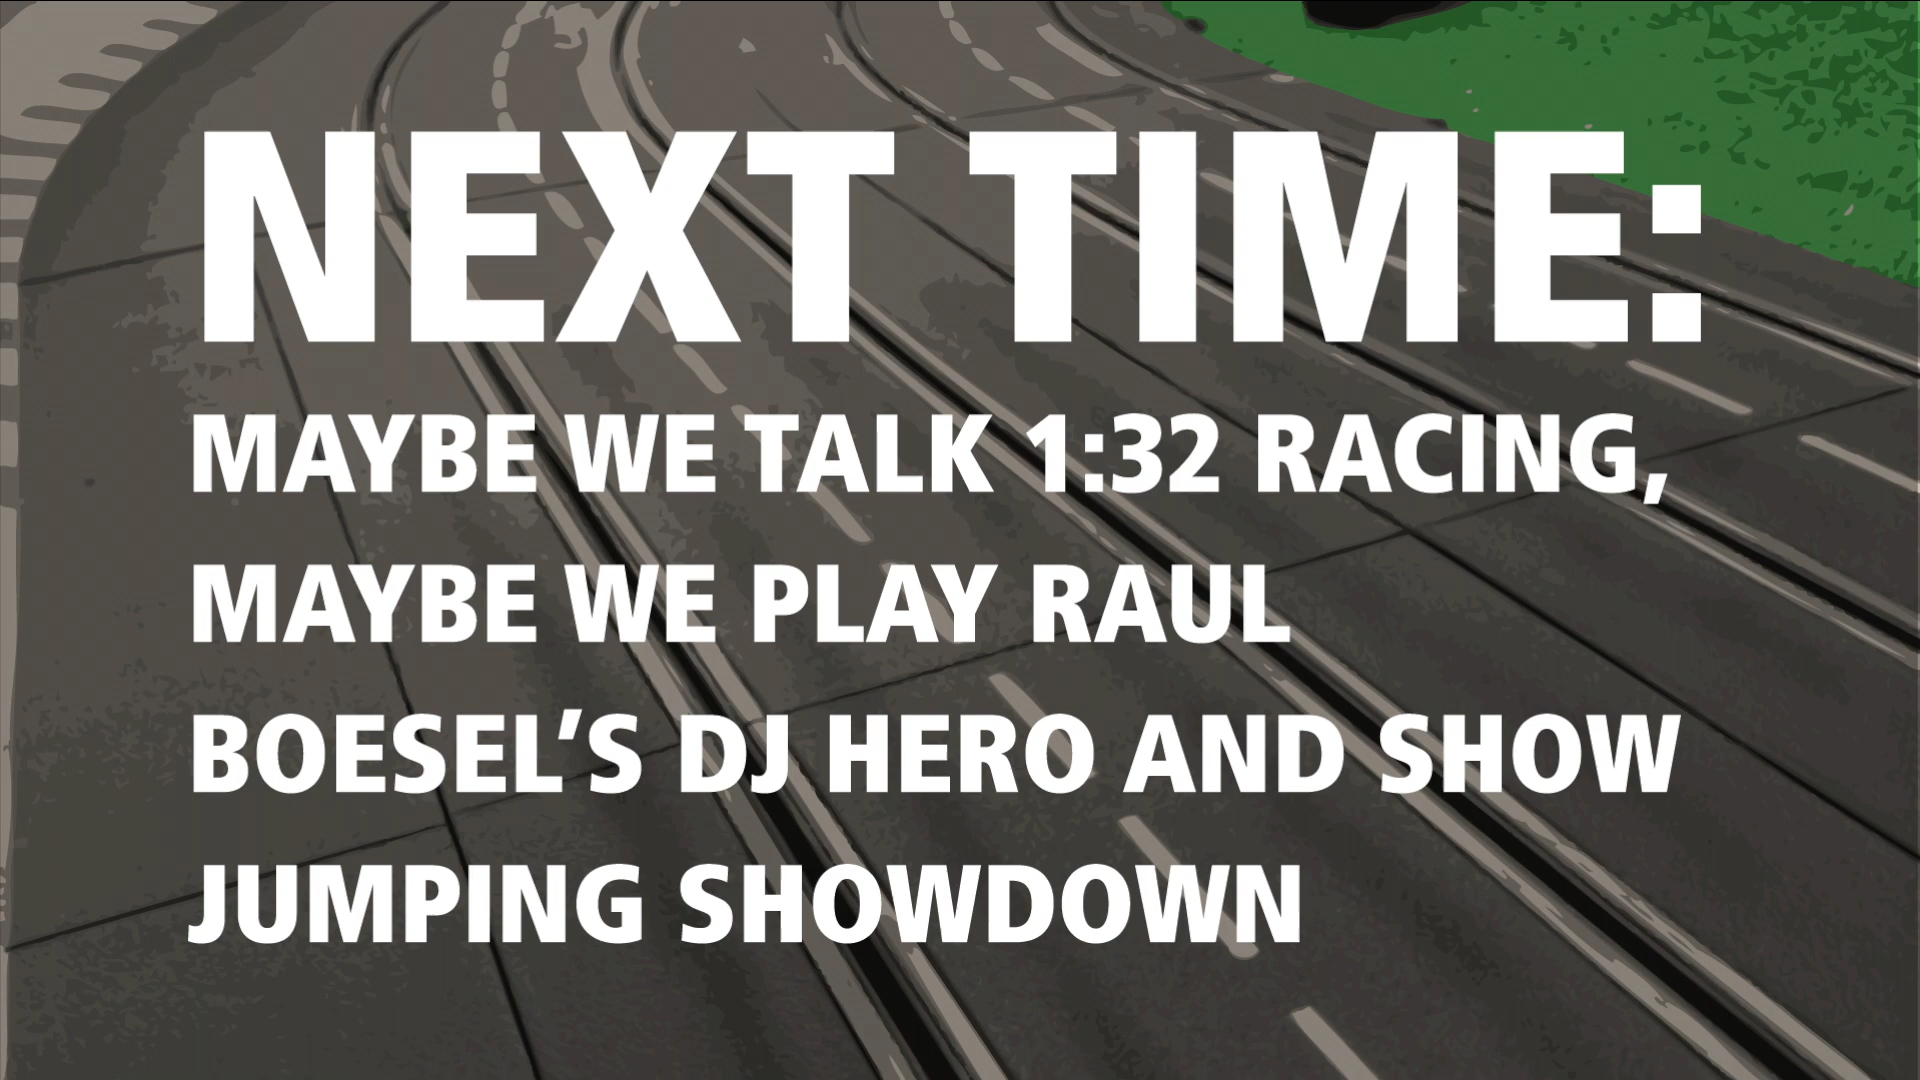 NEXT TIME:
MAYBE WE TALK 1:32 RACING,
MAYBE WE PLAY RAUL
BOESEL’S DJ HERO AND SHOW
JUMPING SHOWDOWN